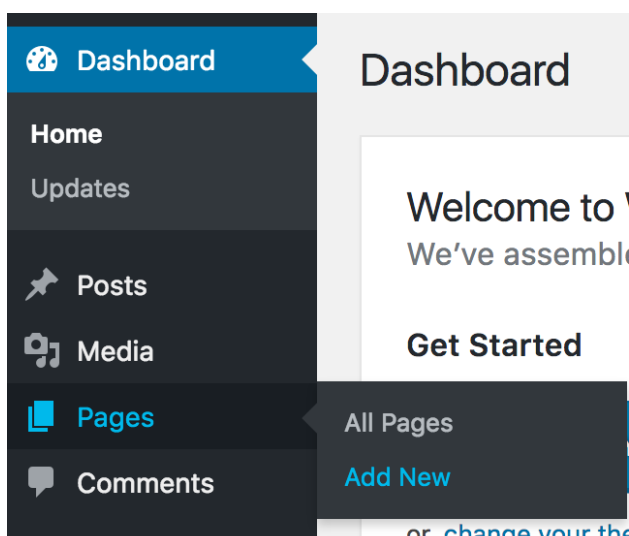 Dashboard
Home
Updates
Posts
Media
Pages
Comments
Dashboard
Welcome to
We've assemble
Get Started
All Pages
Add New
or, change your the